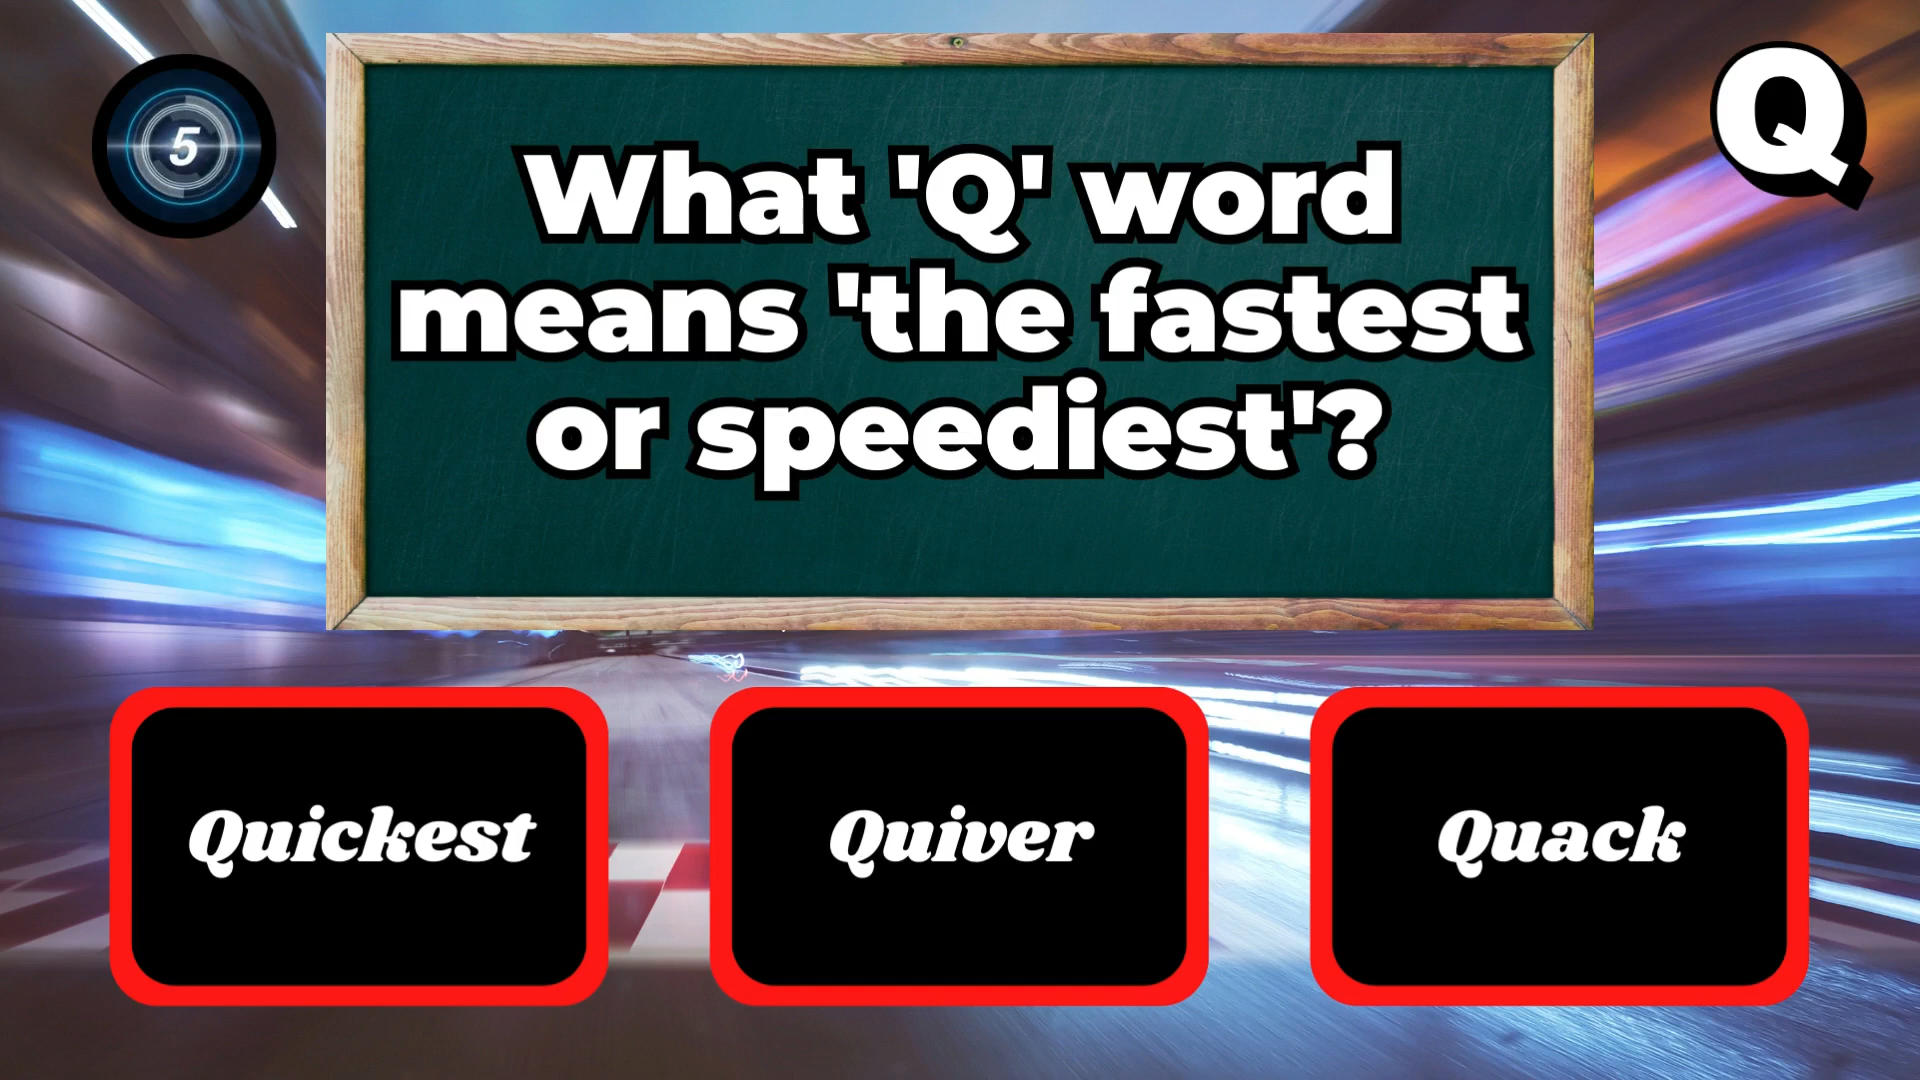 5
Q
What 'Q' word
means 'the fastest
or speediest'?
Quickest
Quiver
Quack